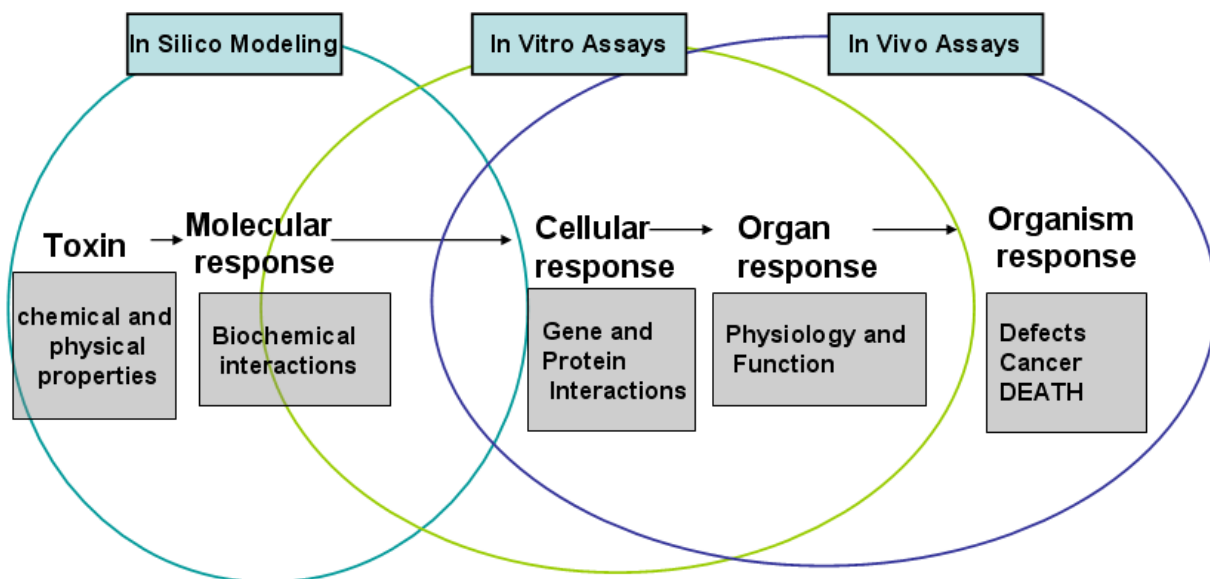 In Silico Modeling
In Vitro Assays
In Vivo Assays
Toxin
chemical and
physical
properties
Molecular
response
Biochemical
interactions
Cellular
response
Gene and
Protein
Interactions
Organ
response
Physiology and
Function
Organism
response
Defects
Cancer
DEATH